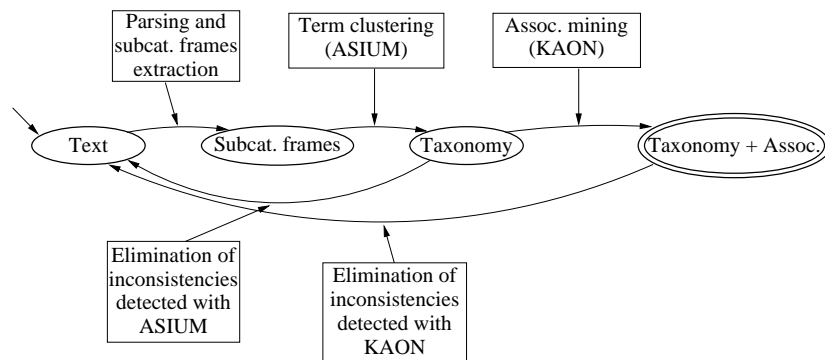 Parsing and
subcat. frames
extraction
Term clustering
(ASIUM)
Assoc. mining
(KAON)
Text
Subcat. frames
Taxonomy
Taxonomy + Assoc.
Elimination of
inconsistencies
detected with
ASIUM
Elimination of
inconsistencies
detected with
KAON